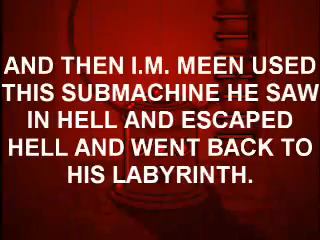 AND THEN I.M. MEEN USED
THIS SUBMACHINE HE SAW
IN HELL AND ESCAPED
HELL AND WENT BACK TO
HIS LABYRINTH.